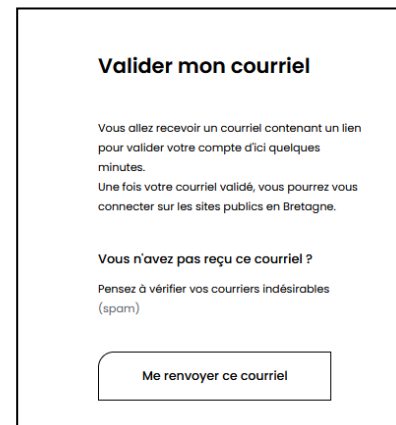 Valider mon courriel
Vous allez recevoir un courriel contenant un lien
pour valider votre compte d'ici quelques
minutes.
Une fois votre courriel validé, vous pourrez vous
connecter sur les sites publics en Bretagne.
Vous n'avez pas reçu ce courriel ?
Pensez à vérifier vos courriers indésirables
(spam)
Me renvoyer ce courriel